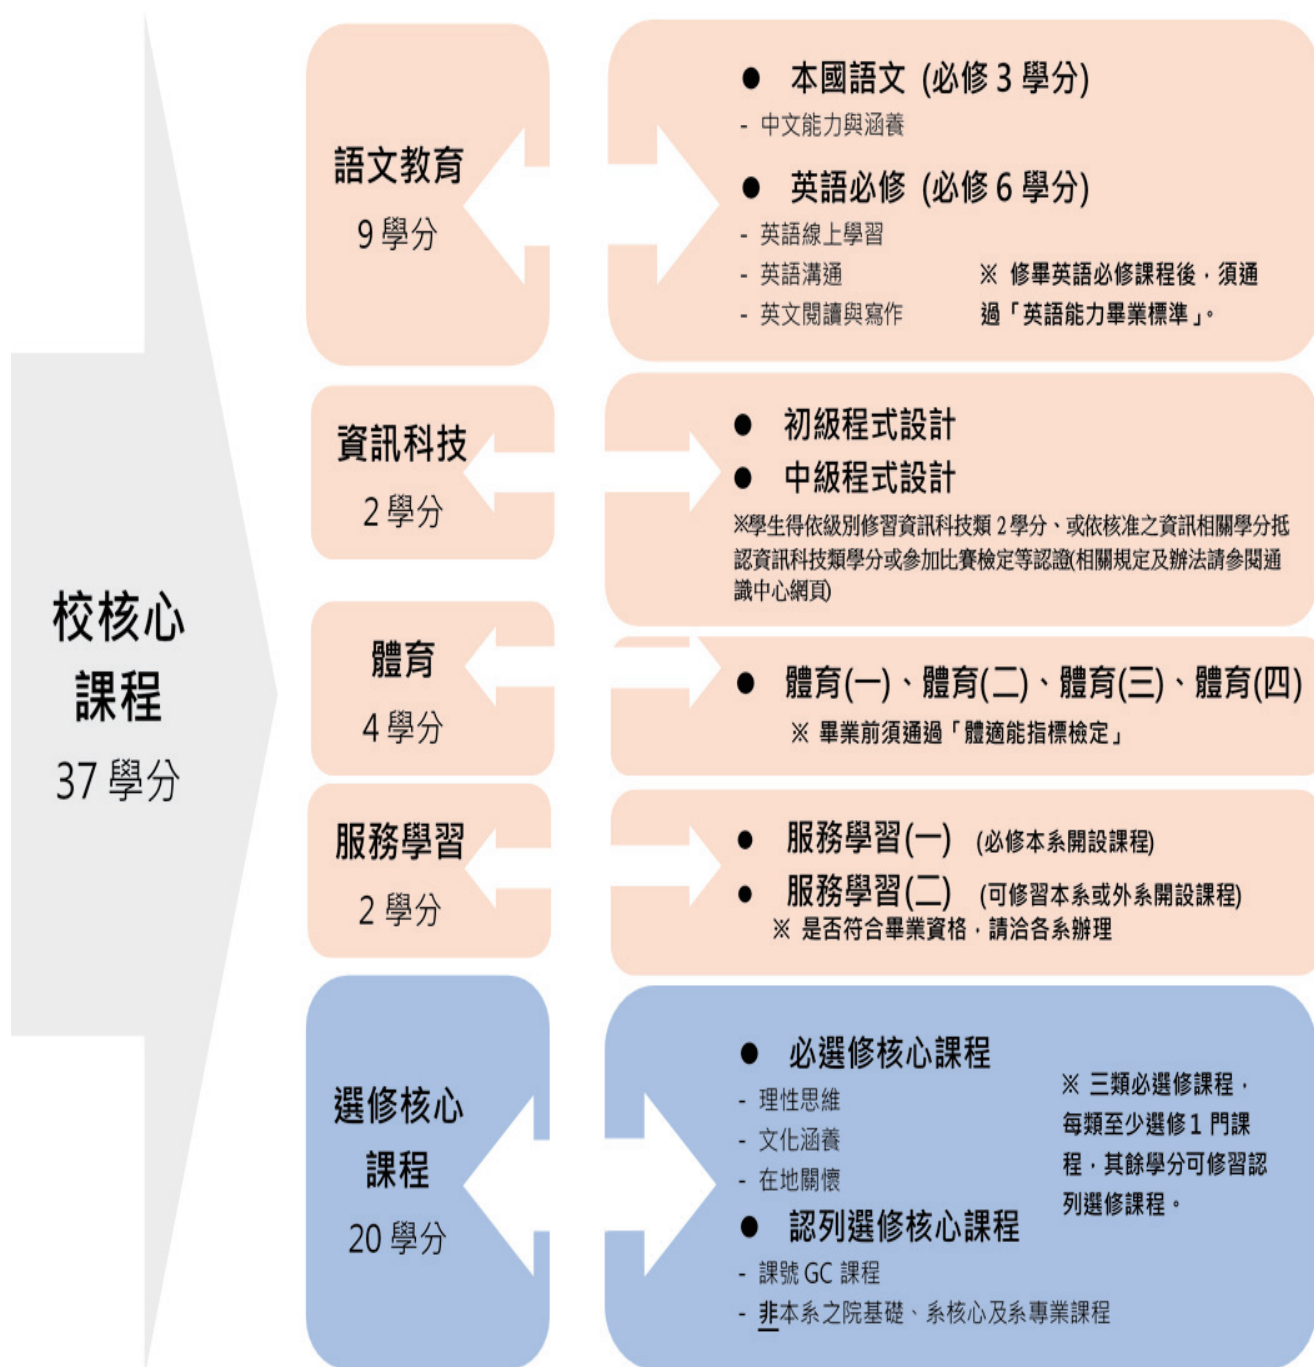 校核心
課程
37 學分
語文教育
9 學分
● 本國語文 (必修 3 學分)
- 中文能力與涵養
● 英語必修 (必修 6 學分)
- 英語線上學習
- 英語溝通
- 英文閱讀與寫作
※ 修畢英語必修課程後，須通
過「英語能力畢業標準」。
資訊科技
2 學分
● 初級程式設計
● 中級程式設計
※學生得依級別修習資訊科技類 2 學分、或依核准之資訊相關學分抵
認資訊科技類學分或參加比賽檢定等認證(相關規定及辦法請參閱通
識中心網頁)
體育
4 學分
● 體育(一)、體育(二)、體育(三)、體育(四)
※ 畢業前須通過「體適能指標檢定」
服務學習
2 學分
● 服務學習(一) (必修本系開設課程)
● 服務學習(二) (可修習本系或外系開設課程)
※ 是否符合畢業資格，請洽各系辦理
選修核心
課程
20 學分
● 必選修核心課程
- 理性思維
- 文化涵養
- 在地關懷
※ 三類必選修課程，
每類至少選修 1 門課
程，其餘學分可修習認
列選修課程。
● 認列選修核心課程
- 課號 GC 課程
- 非本系之院基礎、系核心及系專業課程